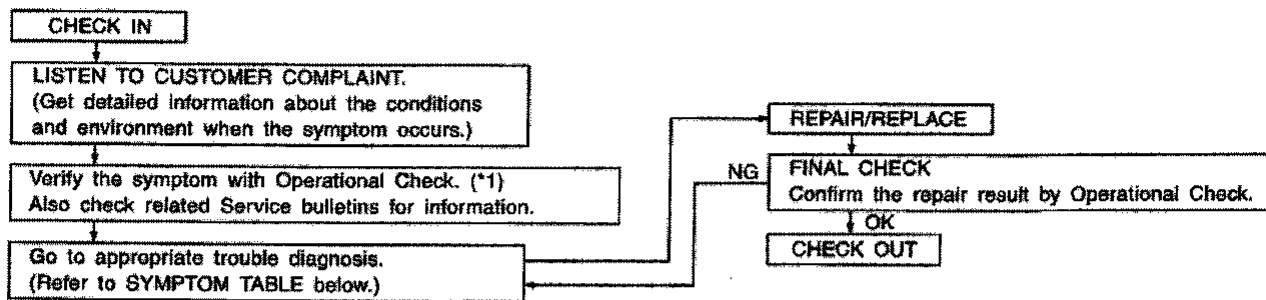 CHECK IN
LISTEN TO CUSTOMER COMPLAINT.
(Get detailed information about the conditions
and environment when the symptom occurs.)
Verify the symptom with Operational Check. (*1)
Also check related Service bulletins for information.
Go to appropriate trouble diagnosis.
(Refer to SYMPTOM TABLE below.)
REPAIR/REPLACE
NG
FINAL CHECK
Confirm the repair result by Operational Check.
OK
CHECK OUT